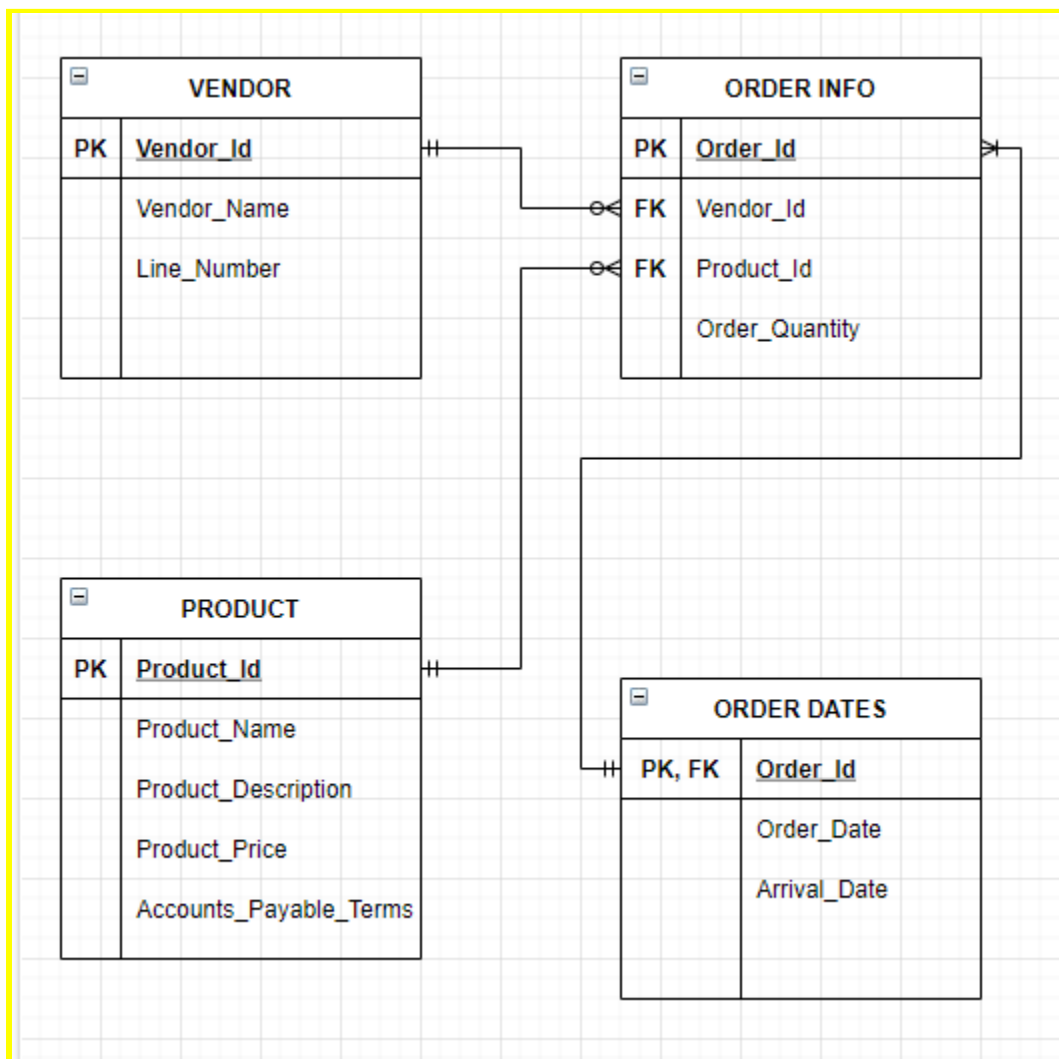 VENDOR
PK Vendor_Id
Vendor_Name
Line_Number
ORDER INFO
PK Order_Id
FK Vendor_Id
FK Product_Id
Order_Quantity
PRODUCT
PK Product_Id
Product_Name
Product_Description
Product_Price
Accounts_Payable_Terms
ORDER DATES
PK, FK Order_Id
Order_Date
Arrival_Date